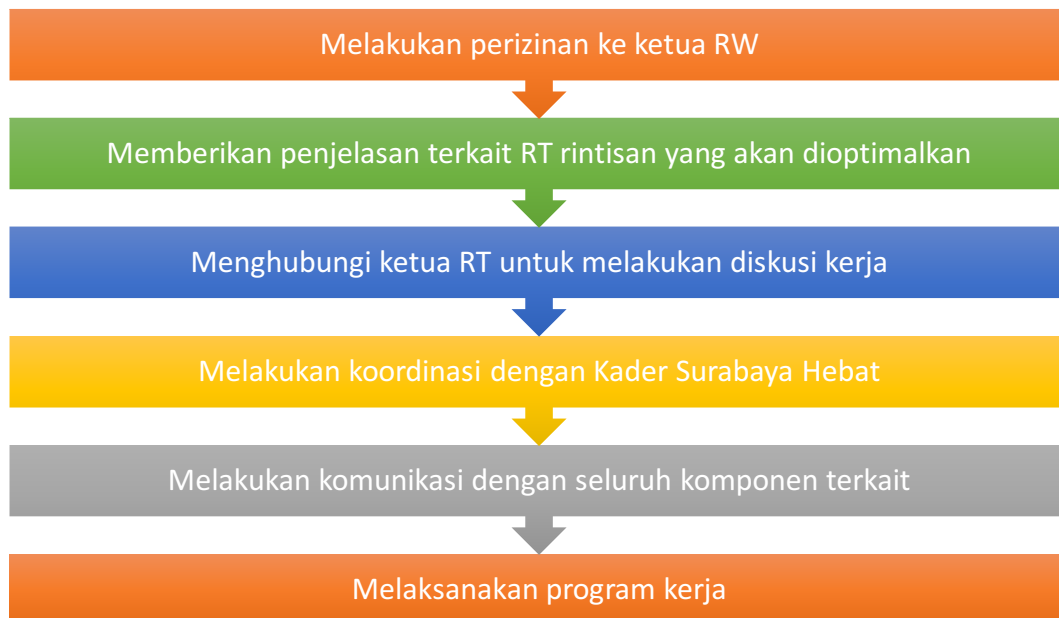 Melakukan perizinan ke ketua RW
Memberikan penjelasan terkait RT rintisan yang akan dioptimalkan
Menghubungi ketua RT untuk melakukan diskusi kerja
Melakukan koordinasi dengan Kader Surabaya Hebat
Melakukan komunikasi dengan seluruh komponen terkait
Melaksanakan program kerja